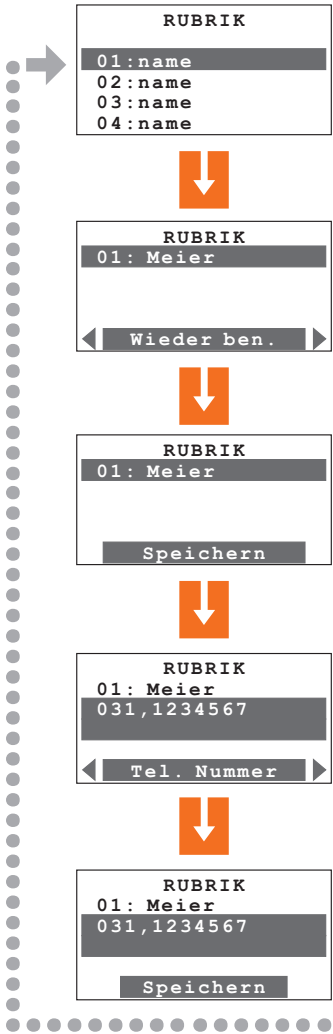 RUBRIK
01:name
02:name
03:name
04:name
RUBRIK
01: Meier
Wieder ben.
RUBRIK
01: Meier
Speichern
RUBRIK
01: Meier
031,1234567
Tel. Nummer
RUBRIK
01: Meier
031,1234567
Speichern